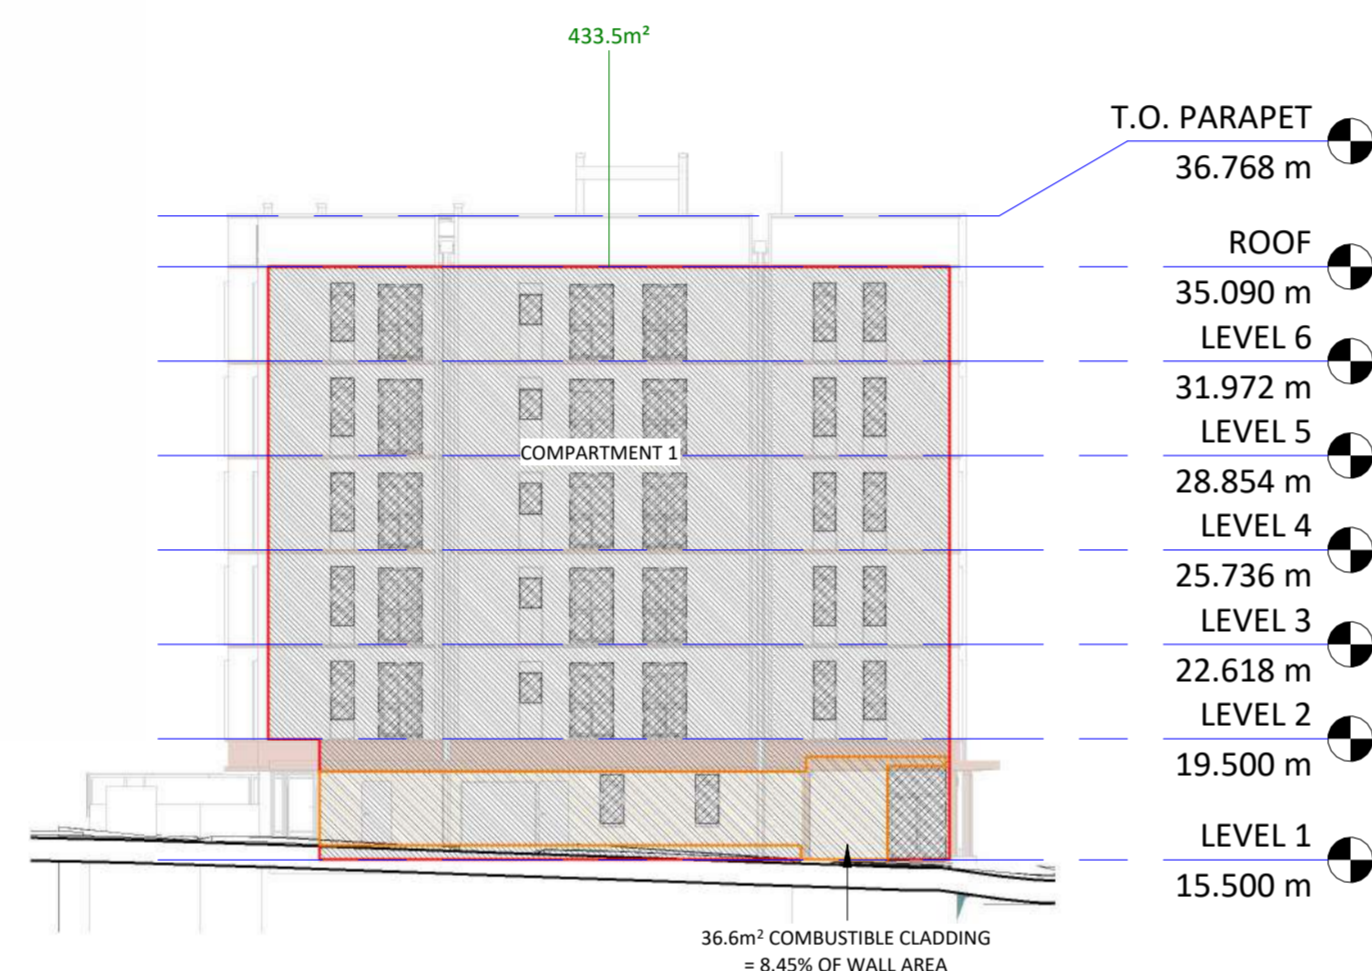 433.5m²
T.O. PARAPET
36.768 m
ROOF
35.090 m
LEVEL 6
31.972 m
LEVEL 5
28.854 m
LEVEL 4
25.736 m
LEVEL 3
22.618 m
LEVEL 2
19.500 m
LEVEL 1
15.500 m
COMPARTMENT 1
36.6m² COMBUSTIBLE CLADDING
= 8.45% OF WALL AREA